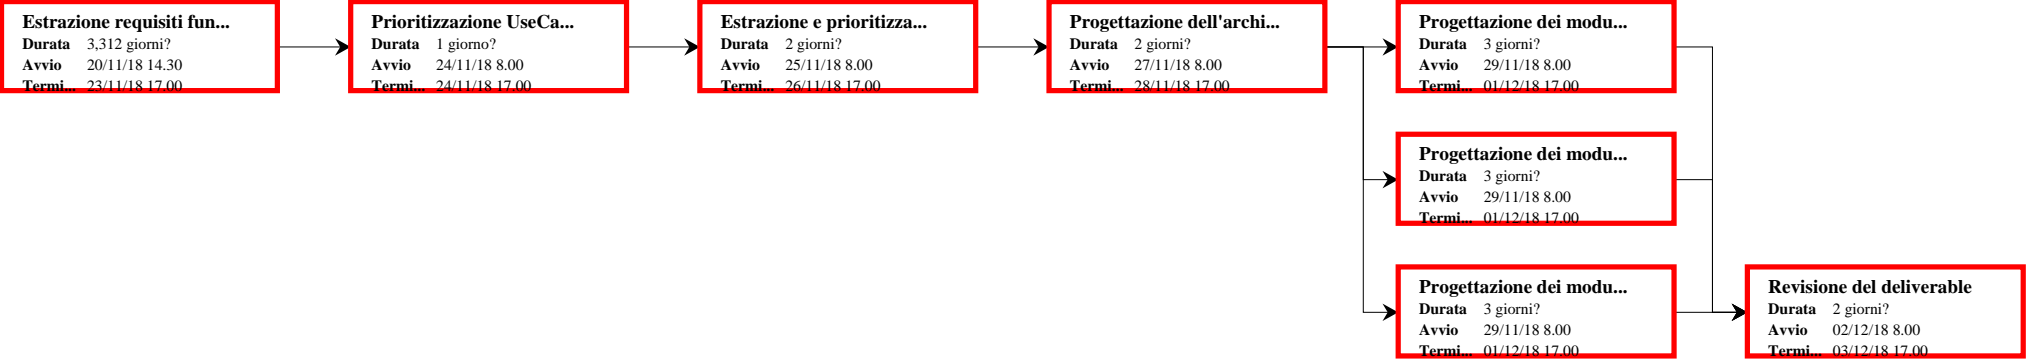 Estrazione requisiti fun...
Durata 3,312 giorni?
Avvio 20/11/18 14.30
Termi... 23/11/18 17.00
Prioritizzazione UseCa...
Durata 1 giorno?
Avvio 24/11/18 8.00
Termi... 24/11/18 17.00
Estrazione e prioritizza...
Durata 2 giorni?
Avvio 25/11/18 8.00
Termi... 26/11/18 17.00
Progettazione dell'archi...
Durata 2 giorni?
Avvio 27/11/18 8.00
Termi... 28/11/18 17.00
Progettazione dei modu...
Durata 3 giorni?
Avvio 29/11/18 8.00
Termi... 01/12/18 17.00
Progettazione dei modu...
Durata 3 giorni?
Avvio 29/11/18 8.00
Termi... 01/12/18 17.00
Progettazione dei modu...
Durata 3 giorni?
Avvio 29/11/18 8.00
Termi... 01/12/18 17.00
Revisione del deliverable
Durata 2 giorni?
Avvio 02/12/18 8.00
Termi... 03/12/18 17.00